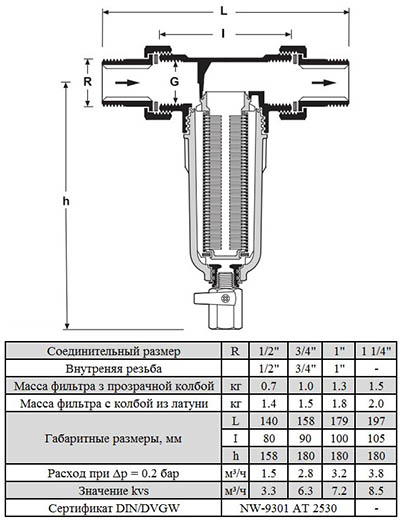 L
I
R
G
h
Соединительный размер R 1/2" 3/4" 1" 1 1/4"
Внутреняя резьба 1/2" 3/4" 1" -
Масса фильтра з прозрачной колбой кг 0.7 1.0 1.3 1.5
Масса фильтра с колбой из латуни кг 1.4 1.5 1.8 2.0
L 140 158 179 197
Габаритные размеры, мм I 80 90 100 105
h 158 180 180 180
Расход при Δр = 0.2 бар м³/ч 1.5 2.8 3.2 3.8
Значение kvs м³/ч 3.3 6.3 7.2 8.5
Сертификат DIN/DVGW NW-9301 AT 2530 -